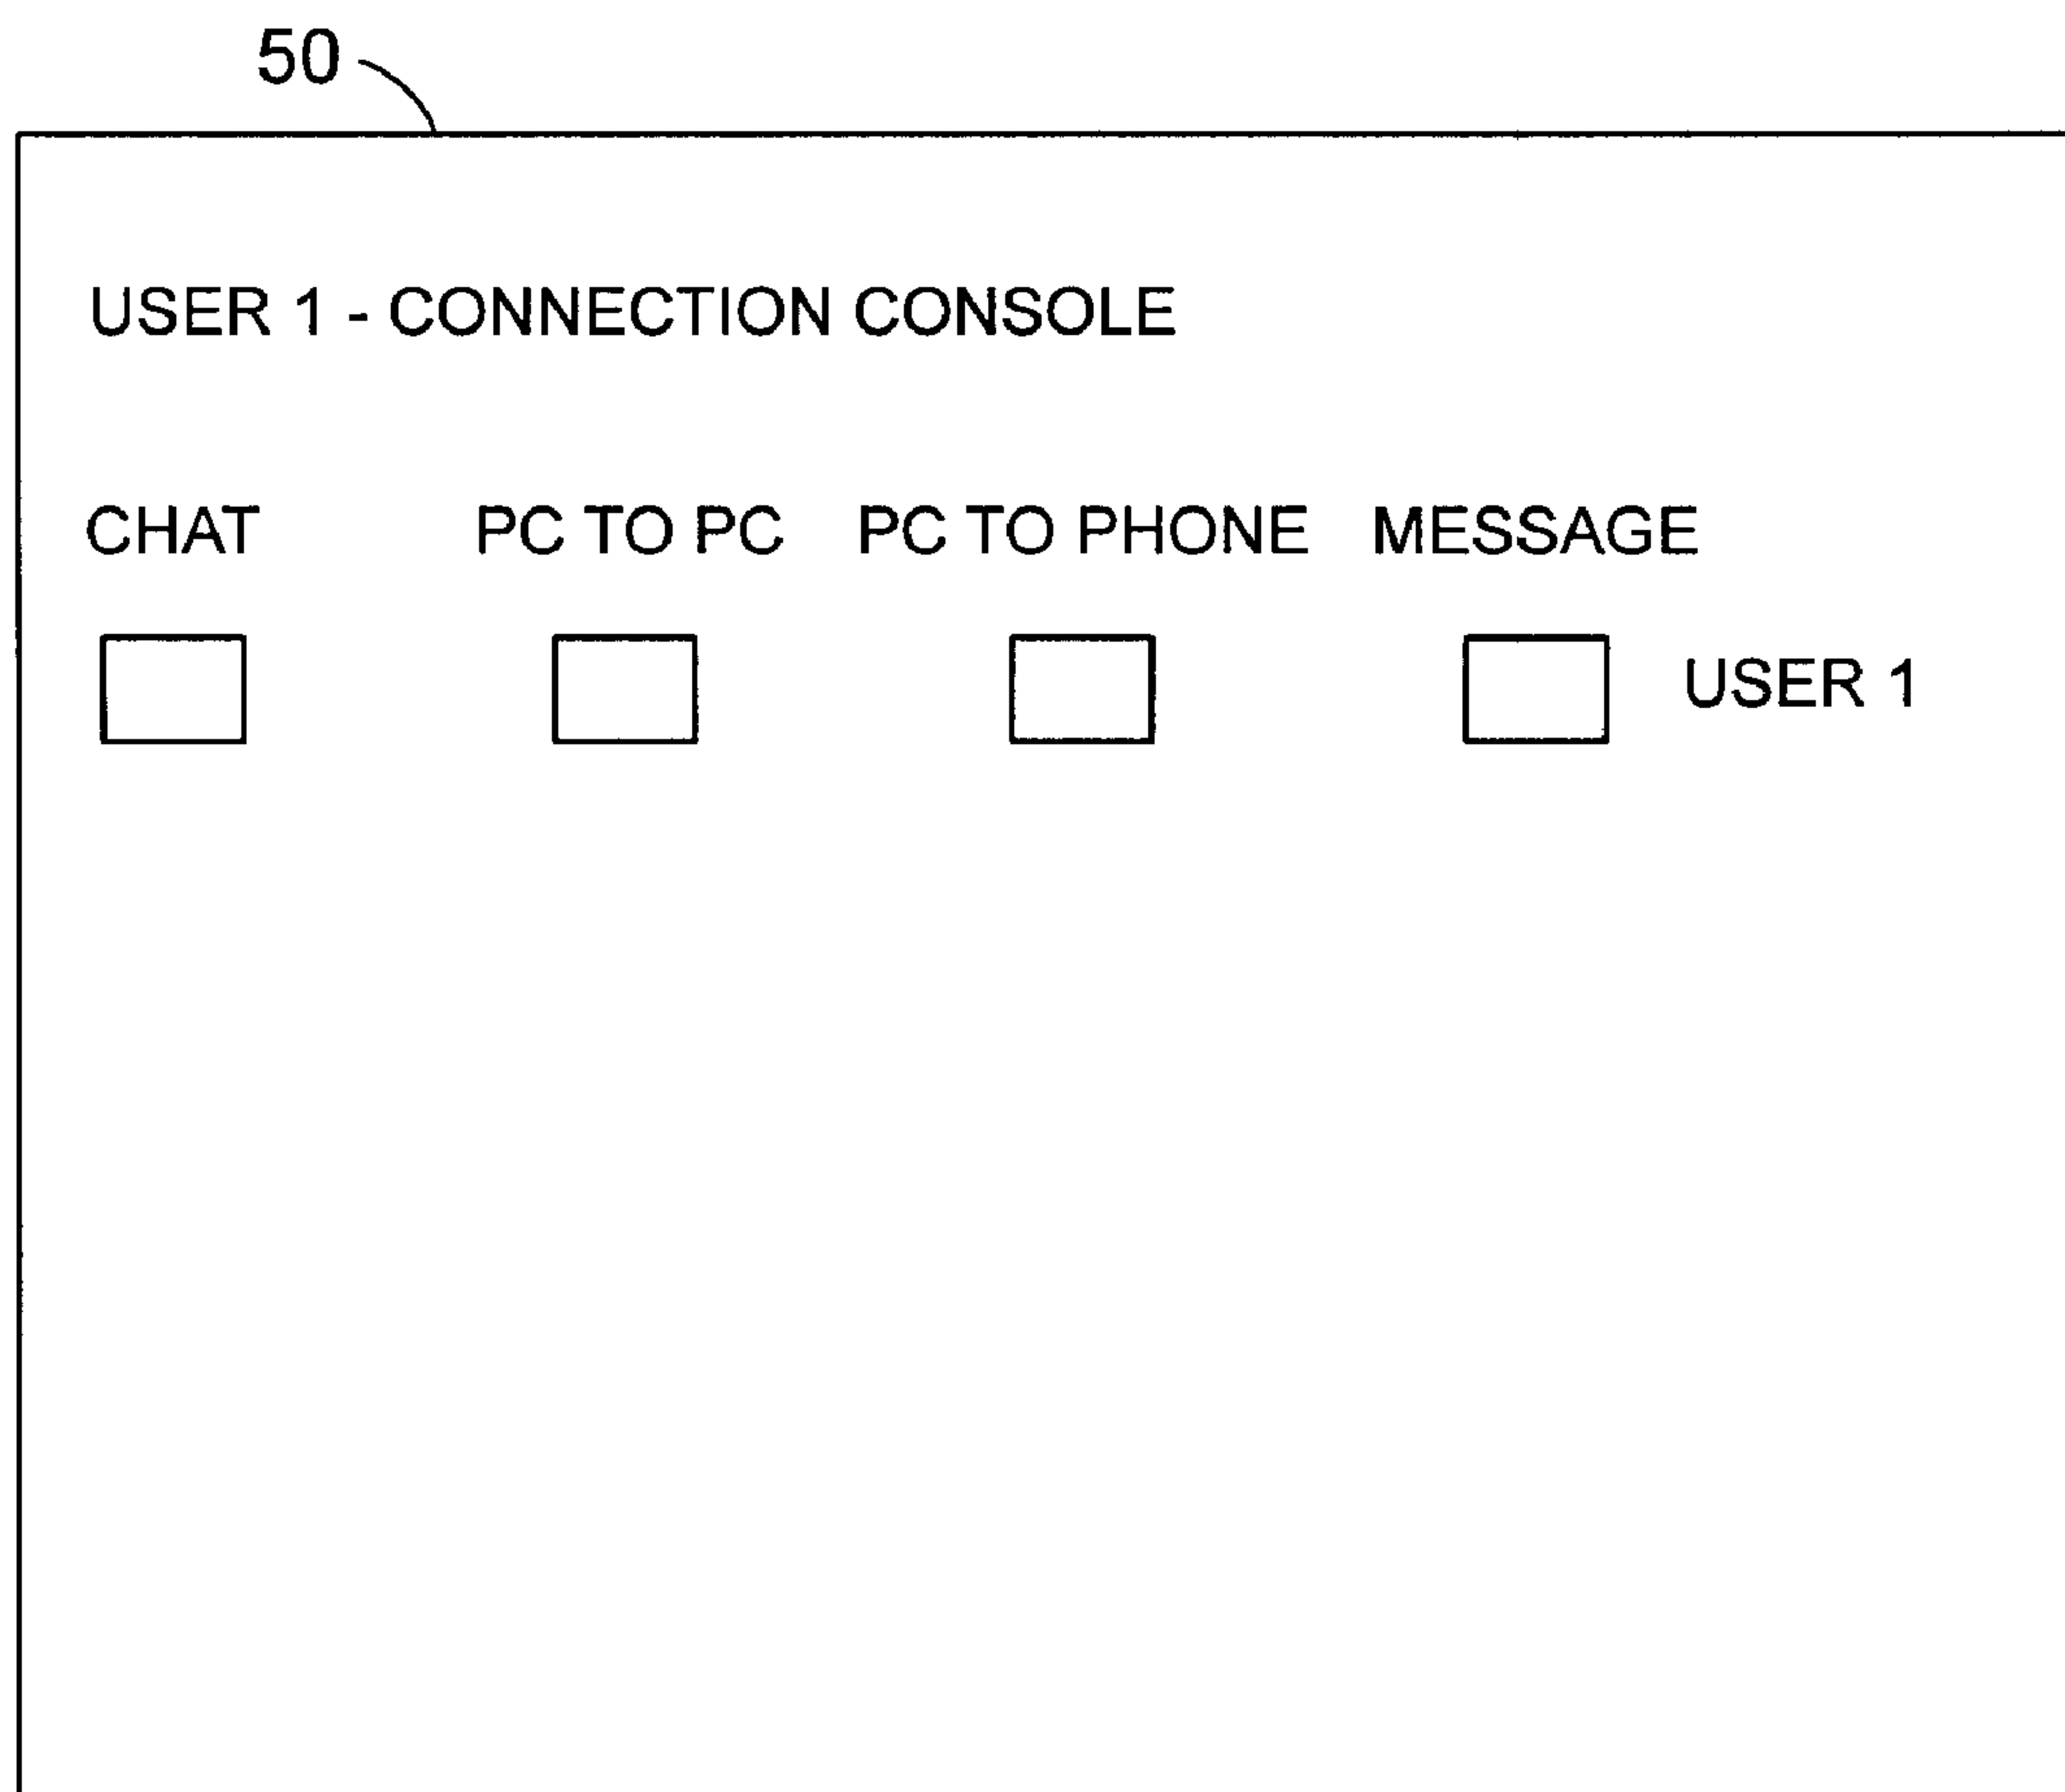 50
USER 1 - CONNECTION CONSOLE
CHAT PC TO PC PC TO PHONE MESSAGE
USER 1